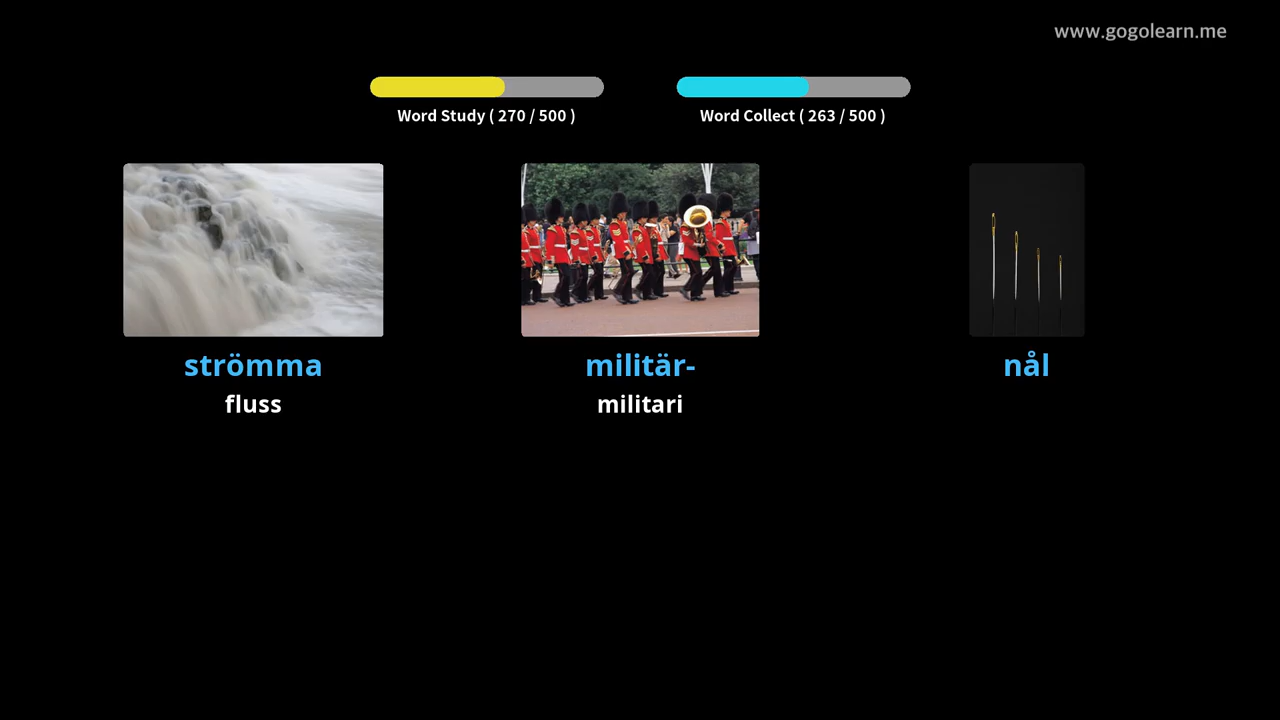 www.gogolearn.me
Word Study ( 270 / 500 )
Word Collect ( 263 / 500 )
strömma
militär-
nål
fluss
militari